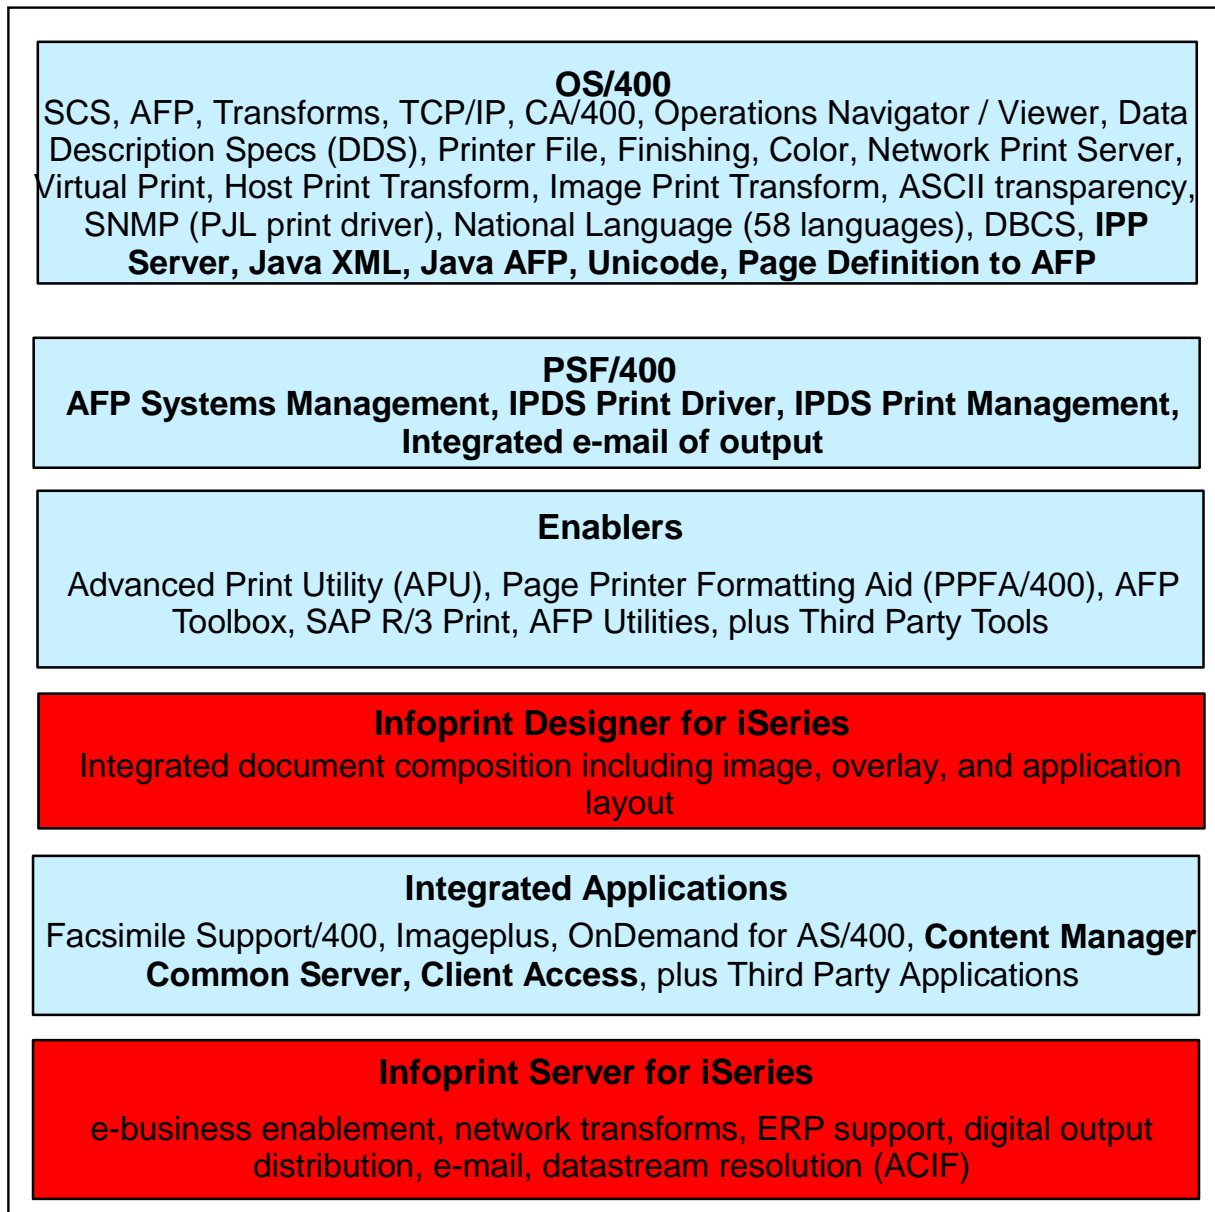 OS/400
SCS, AFP, Transforms, TCP/IP, CA/400, Operations Navigator / Viewer, Data
Description Specs (DDS), Printer File, Finishing, Color, Network Print Server,
Virtual Print, Host Print Transform, Image Print Transform, ASCII transparency,
SNMP (PJL print driver), National Language (58 languages), DBCS, IPP
Server, Java XML, Java AFP, Unicode, Page Definition to AFP
PSF/400
AFP Systems Management, IPDS Print Driver, IPDS Print Management,
Integrated e-mail of output
Enablers
Advanced Print Utility (APU), Page Printer Formatting Aid (PPFA/400), AFP
Toolbox, SAP R/3 Print, AFP Utilities, plus Third Party Tools
Infoprint Designer for iSeries
Integrated document composition including image, overlay, and application
layout
Integrated Applications
Facsimile Support/400, Imageplus, OnDemand for AS/400, Content Manager
Common Server, Client Access, plus Third Party Applications
Infoprint Server for iSeries
e-business enablement, network transforms, ERP support, digital output
distribution, e-mail, datastream resolution (ACIF)